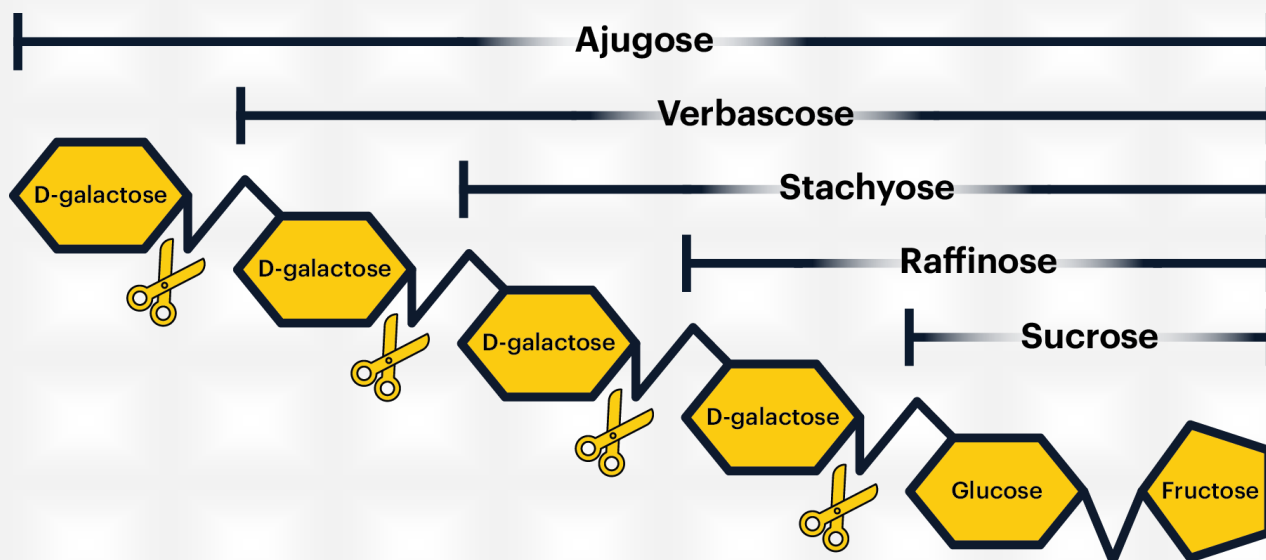 Ajugose
Verbascose
Stachyose
Raffinose
Sucrose
D-galactose
D-galactose
D-galactose
D-galactose
Glucose
Fructose